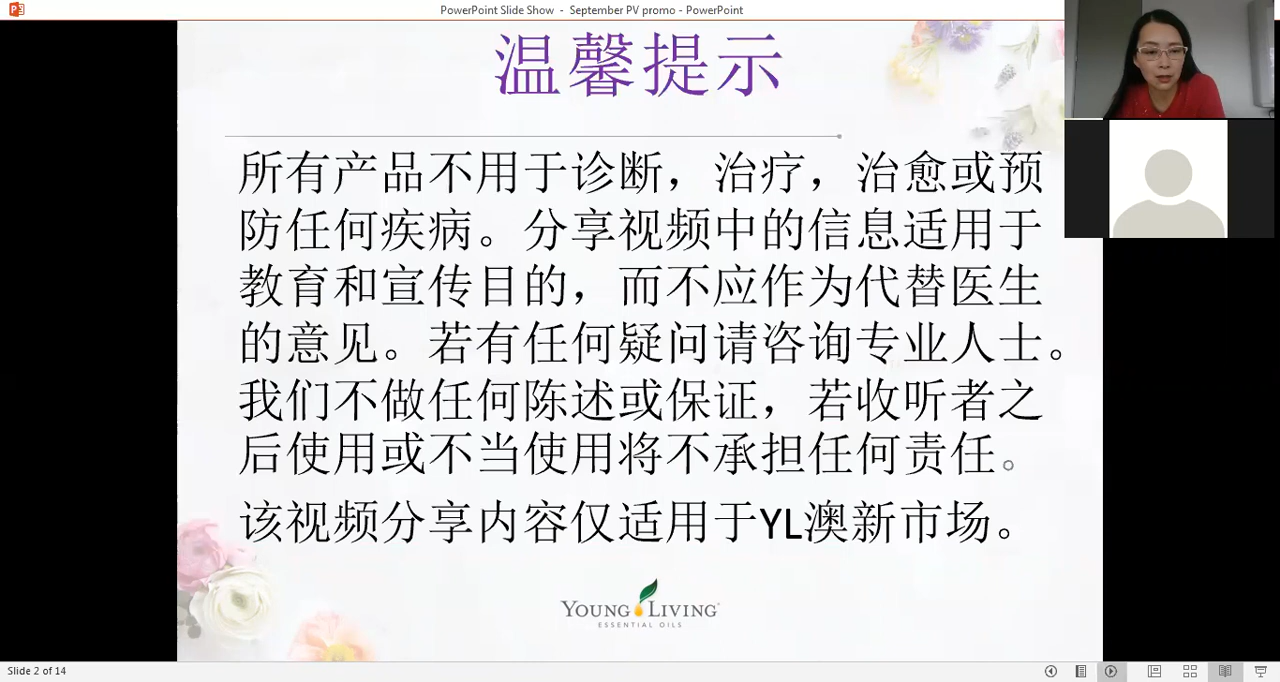 PowerPoint Slide Show - September PV promo - PowerPoint
温馨提示
所有产品不用于诊断，治疗，治愈或预
防任何疾病。分享视频中的信息适用于
教育和宣传目的，而不应作为代替医生
的意见。若有任何疑问请咨询专业人士。
我们不做任何陈述或保证，若收听者之
后使用或不当使用将不承担任何责任。
该视频分享内容仅适用于YL澳新市场。
YOUNG LIVING
ESSENTIAL OILS
Slide 2 of 14